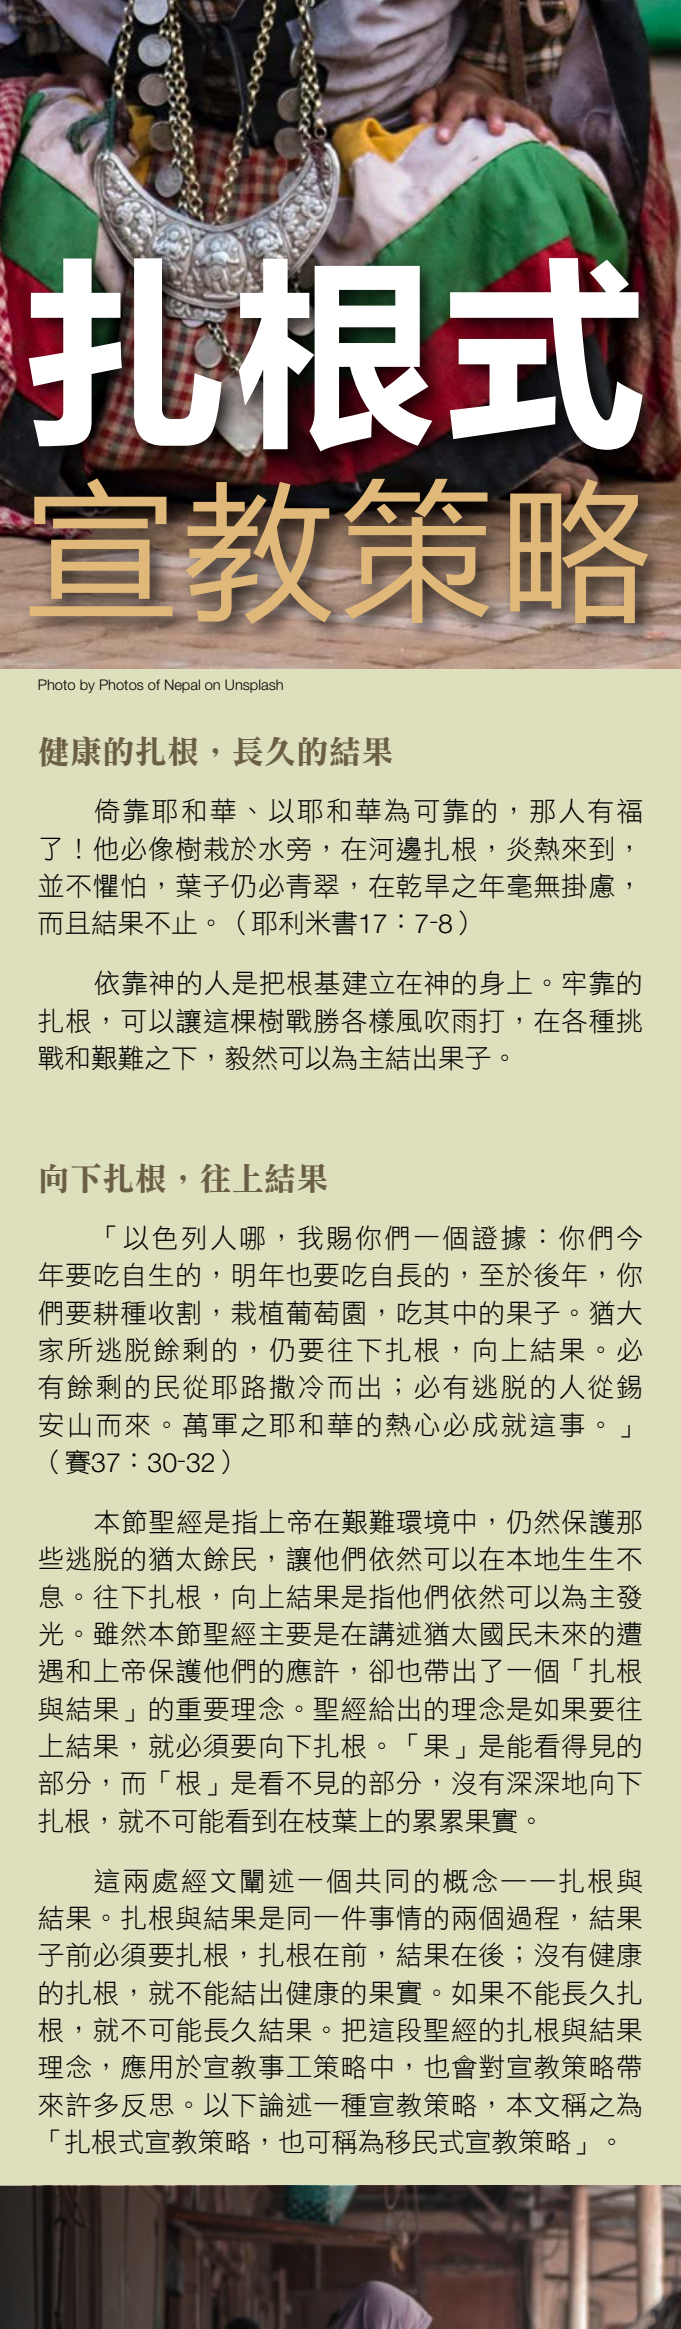 扎根式
宣教策略
Photo by Photos of Nepal on Unsplash
健康的扎根，長久的結果
倚靠耶和華、以耶和華為可靠的，那人有福
了！他必像樹栽於水旁，在河邊扎根，炎熱來到，
並不懼怕，葉子仍必青翠，在乾旱之年毫無掛慮，
而且結果不止。（耶利米書17：7-8）
依靠神的人是把根基建立在神的身上。牢靠的
扎根，可以讓這棵樹戰勝各樣風吹雨打，在各種挑
戰和艱難之下，毅然可以為主結出果子。
向下扎根，往上結果
「以色列人哪，我賜你們一個證據：你們今
年要吃自生的，明年也要吃自長的，至於後年，你
們要耕種收割，栽植葡萄園，吃其中的果子。猶大
家所逃脱餘剩的，仍要往下扎根，向上結果。必
有餘剩的民從耶路撒冷而出；必有逃脱的人從錫
安山而來。萬軍之耶和華的熱心必成就這事。」
（賽37：30-32）
本節聖經是指上帝在艱難環境中，仍然保護那
些逃脱的猶太餘民，讓他們依然可以在本地生生不
息。往下扎根，向上結果是指他們依然可以為主發
光。雖然本節聖經主要是在講述猶太國民未來的遭
遇和上帝保護他們的應許，卻也帶出了一個「扎根
與結果」的重要理念。聖經給出的理念是如果要往
上結果，就必須要向下扎根。「果」是能看得見的
部分，而「根」是看不見的部分，沒有深深地向下
扎根，就不可能看到在枝葉上的累累果實。
這兩處經文闡述一個共同的概念——扎根與
結果。扎根與結果是同一件事情的兩個過程，結果
子前必須要扎根，扎根在前，結果在後；沒有健康
的扎根，就不能結出健康的果實。如果不能長久扎
根，就不可能長久結果。把這段聖經的扎根與結果
理念，應用於宣教事工策略中，也會對宣教策略帶
來許多反思。以下論述一種宣教策略，本文稱之為
「扎根式宣教策略，也可稱為移民式宣教策略」。